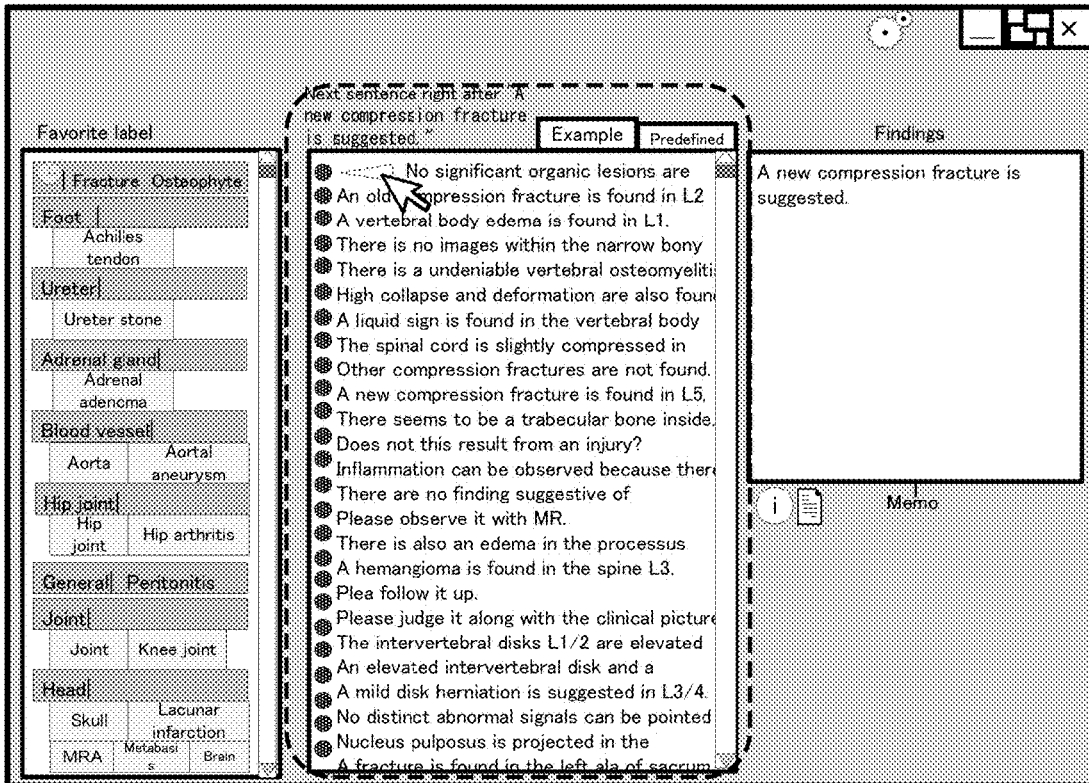 Favorite label
Fracture Osteophyte
Foot
Achilles
tendon
Ureter
Ureter stone
Adrenal gland
Adrenal
adencma
Blood vessel
Aorta
Aortal
aneurysm
Hip joint
Hip
joint
Hip arthritis
General Peritonitis
Joint
Joint
Knee joint
Head
Skull
Lacunar
infarction
MRA
Metabasi
s
Brain
Next sentence right after "A
new compression fracture
is suggested."
Example
Predefined
No significant organic lesions are
An old compression fracture is found in L2
A vertebral body edema is found in L1.
There is no images within the narrow bony
There is a undeniable vertebral osteomyeliti
High collapse and deformation are also foun
A liquid sign is found in the vertebral body
The spinal cord is slightly compressed in
Other compression fractures are not found.
A new compression fracture is found in L5,
There seems to be a trabecular bone inside.
Does not this result from an injury?
Inflammation can be observed because there
There are no finding suggestive of
Please observe it with MR.
There is also an edema in the processus
A hemangioma is found in the spine L3.
Plea follow it up.
Please judge it along with the clinical picture
The intervertebral disks L1/2 are elevated
An elevated intervertebral disk and a
A mild disk herniation is suggested in L3/4.
No distinct abnormal signals can be pointed
Nucleus pulposus is projected in the
A fracture is found in the left ala of sacrum
Findings
A new compression fracture is
suggested.
i
Memo